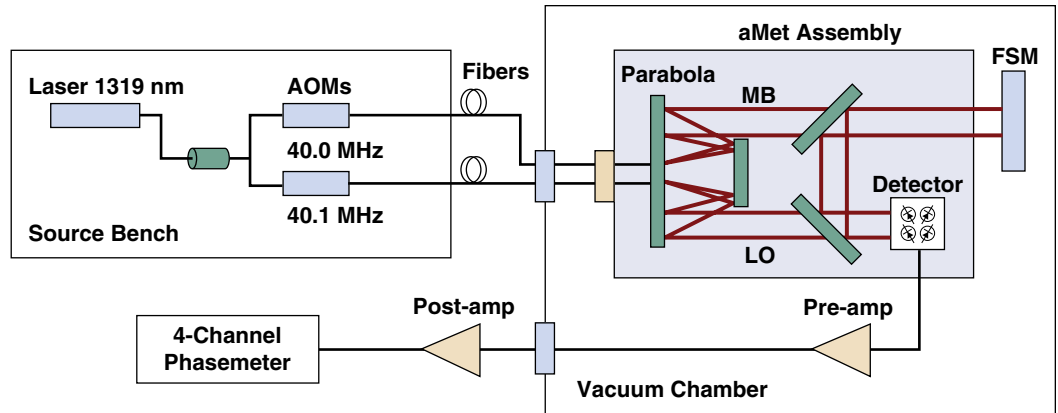 aMet Assembly
FSM
Laser 1319 nm
AOMs
Fibers
Parabola
MB
40.0 MHz
40.1 MHz
Detector
Source Bench
LO
Post-amp
Pre-amp
4-Channel
Phasemeter
Vacuum Chamber